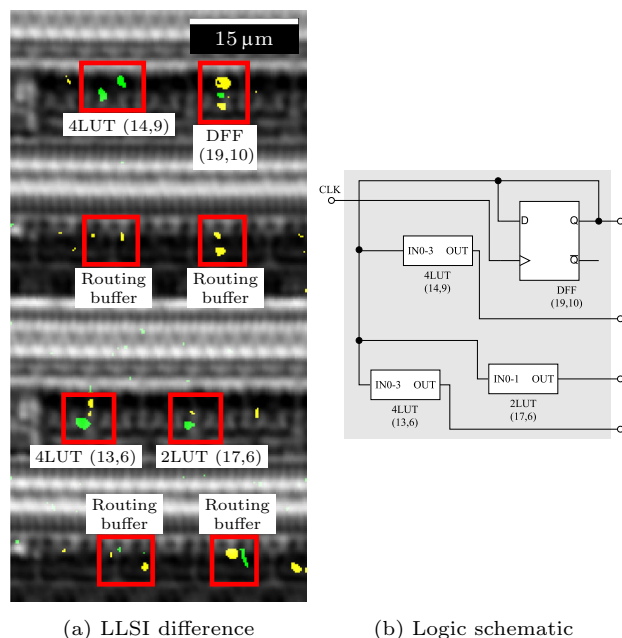 15 µm
4LUT (14,9)
DFF
(19,10)
Routing
buffer
Routing
buffer
4LUT (13,6)
2LUT (17,6)
Routing
buffer
Routing
buffer
(a) LLSI difference
CLK
D
Q
Q̅
DFF
(19,10)
IN0-3 OUT
4LUT
(14,9)
IN0-1 OUT
2LUT
(17,6)
IN0-3 OUT
4LUT
(13,6)
(b) Logic schematic